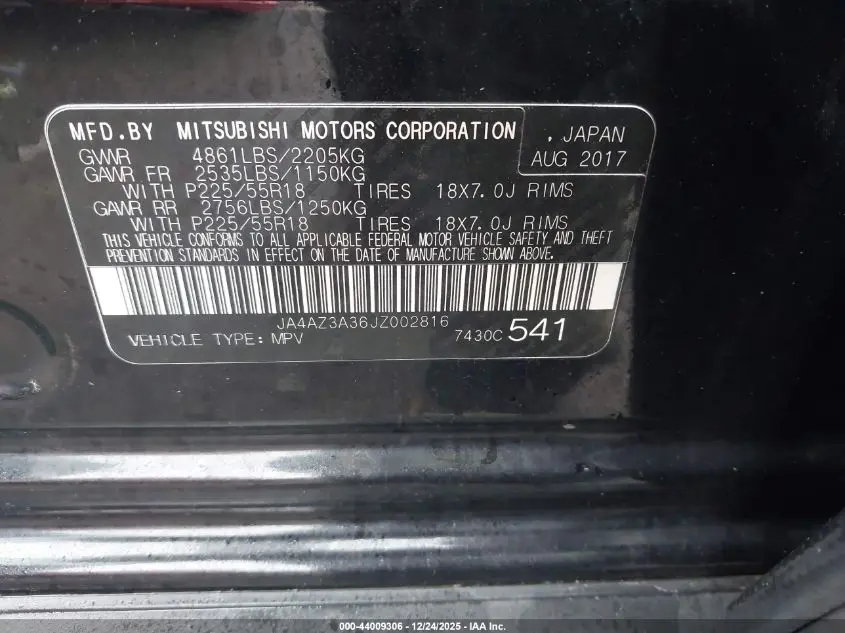 MFD.BY MITSUBISHI MOTORS CORPORATION , JAPAN
AUG 2017
GVWR 4861LBS/2205KG
GAWR FR 2535LBS/1150KG
WITH P225/55R18 TIRES 18X7.0J RIMS
GAWR RR 2756LBS/1250KG
WITH P225/55R18 TIRES 18X7.0J RIMS
THIS VEHICLE CONFORMS TO ALL APPLICABLE FEDERAL MOTOR VEHICLE SAFETY AND THEFT
PREVENTION STANDARDS IN EFFECT ON THE DATE OF MANUFACTURE SHOWN ABOVE.
JA4AZ3A36JZ002816
VEHICLE TYPE: MPV 7430C 541
000-44009306 - 12/24/2025 - IAA Inc.